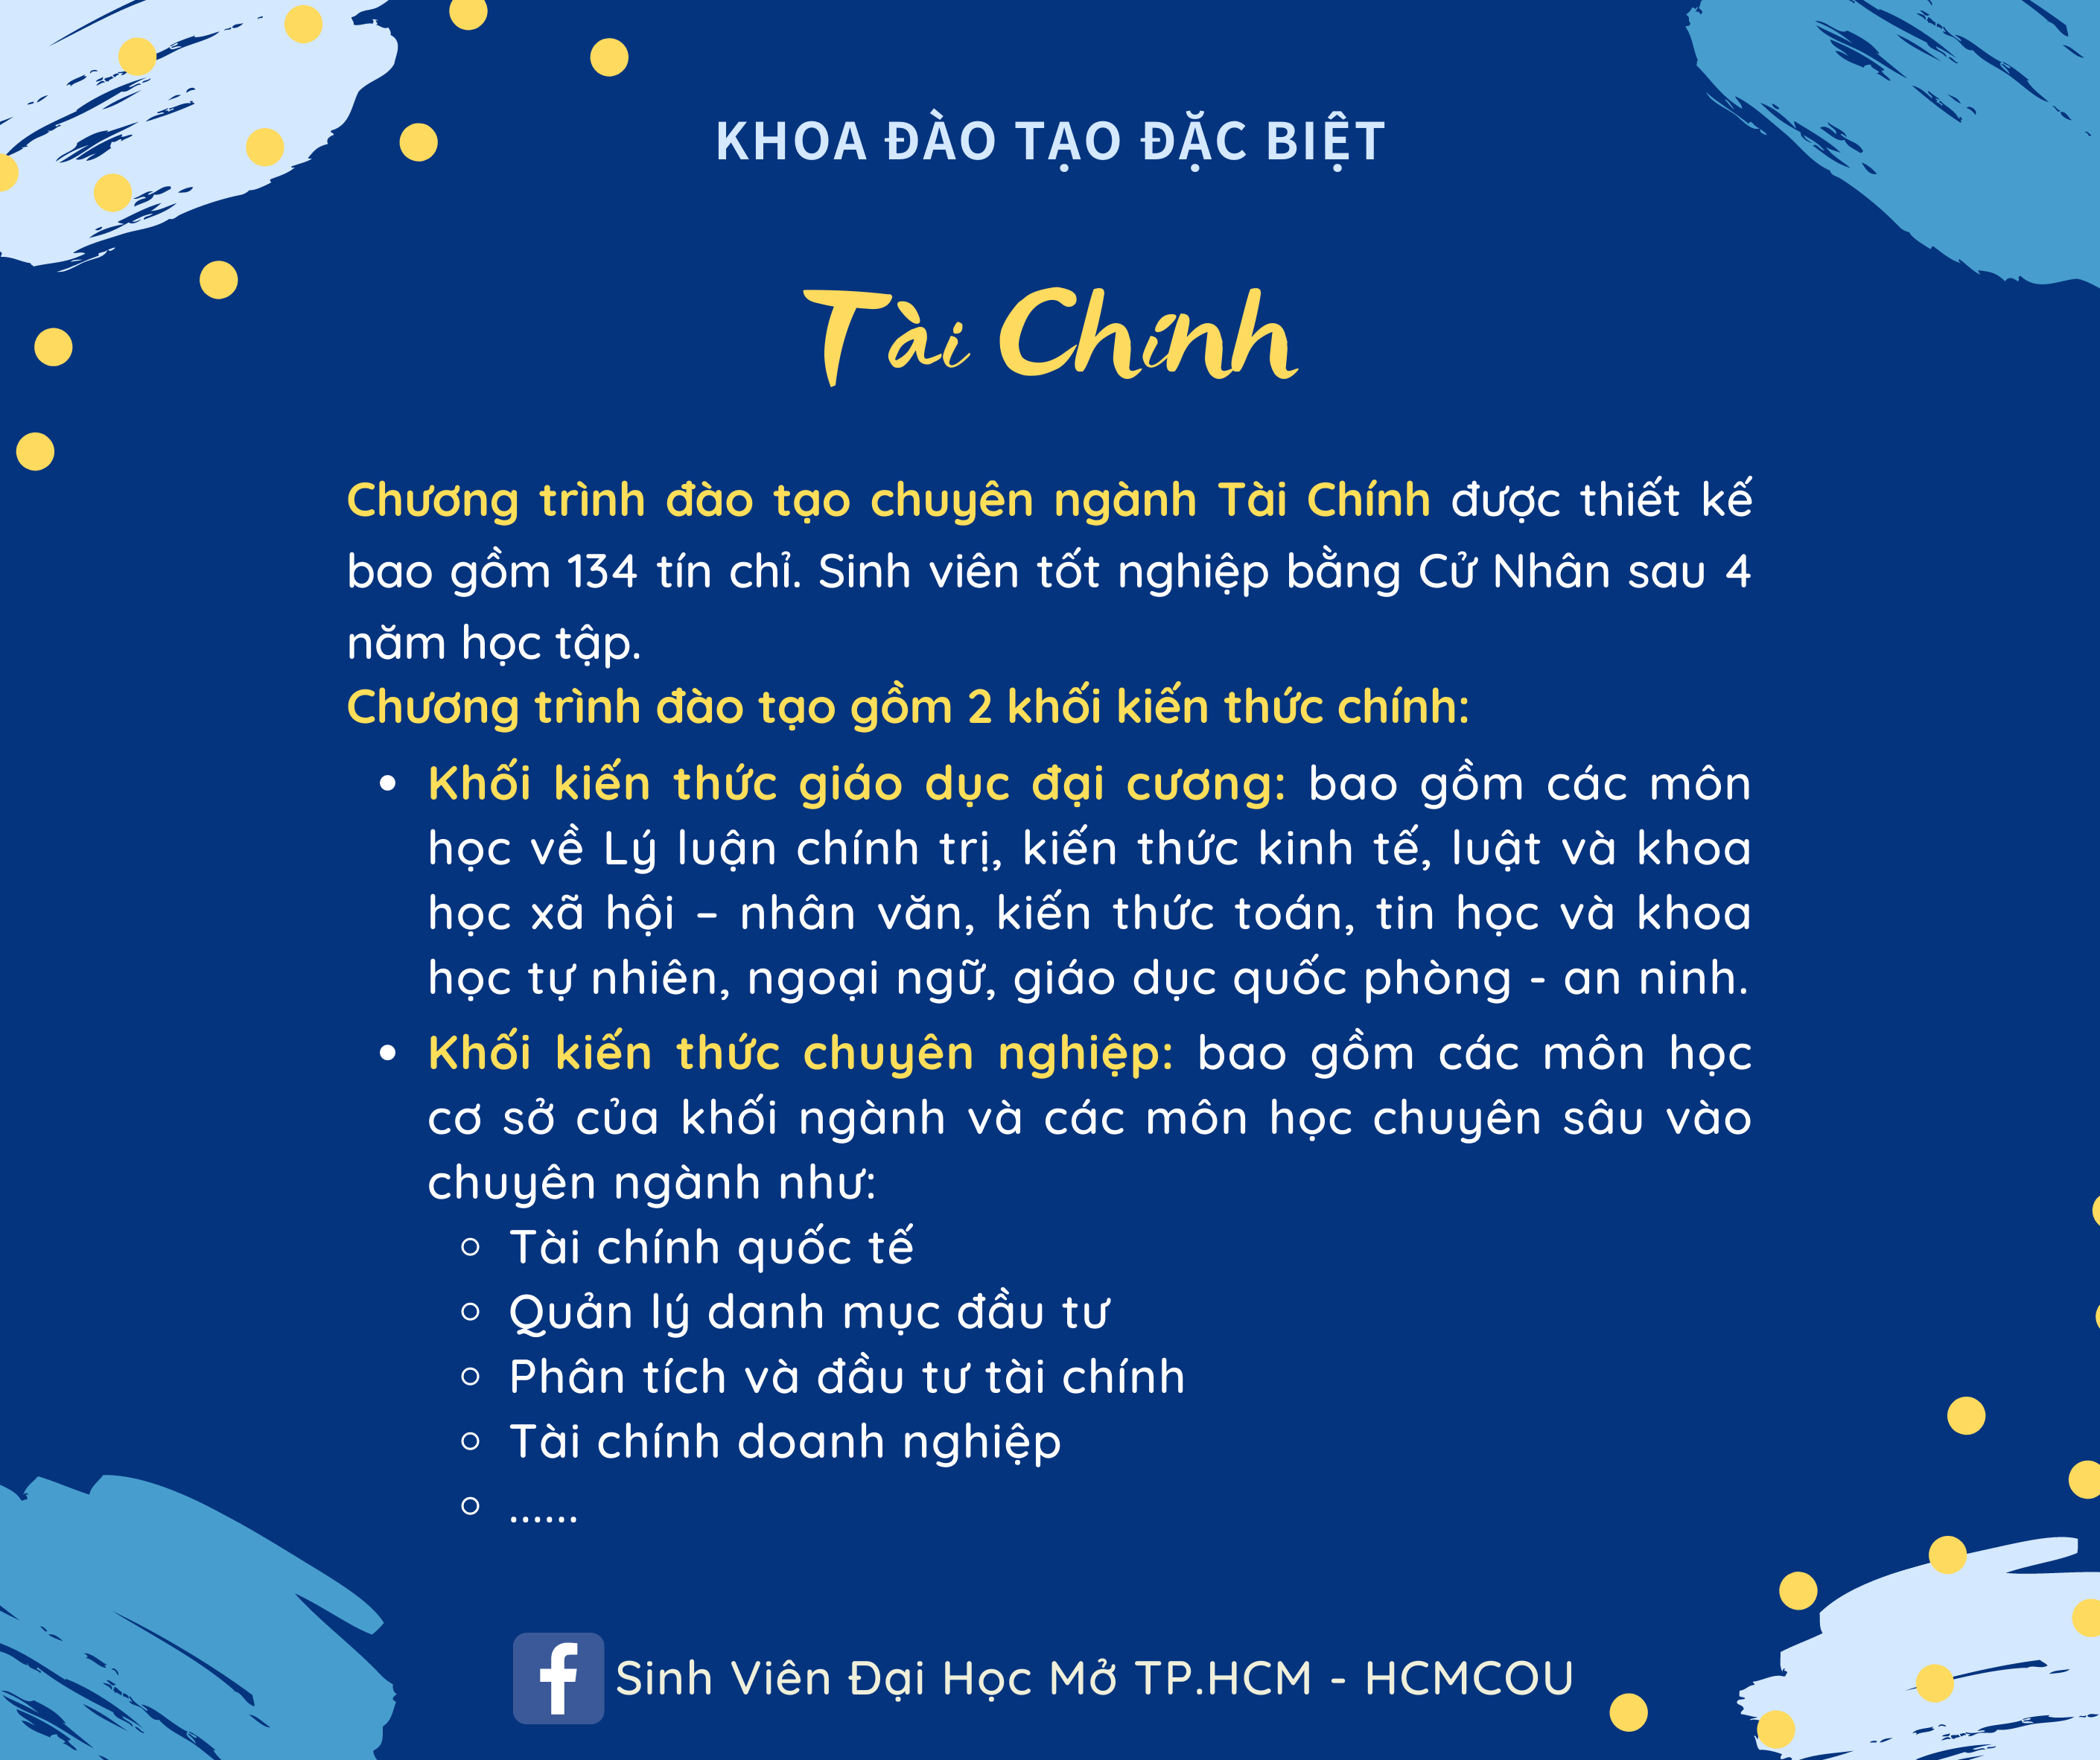 KHOA ĐÀO TẠO ĐẶC BIỆT
Tài Chính
Chương trình đào tạo chuyên ngành Tài Chính được thiết kế
bao gồm 134 tín chỉ. Sinh viên tốt nghiệp bằng Cử Nhân sau 4
năm học tập.
Chương trình đào tạo gồm 2 khối kiến thức chính:
• Khối kiến thức giáo dục đại cương: bao gồm các môn
học về Lý luận chính trị, kiến thức kinh tế, luật và khoa
học xã hội – nhân văn, kiến thức toán, tin học và khoa
học tự nhiên, ngoại ngữ, giáo dục quốc phòng - an ninh.
• Khối kiến thức chuyên nghiệp: bao gồm các môn học
cơ sở của khối ngành và các môn học chuyên sâu vào
chuyên ngành như:
○ Tài chính quốc tế
○ Quản lý danh mục đầu tư
○ Phân tích và đầu tư tài chính
○ Tài chính doanh nghiệp
○ ......
f Sinh Viên Đại Học Mở TP.HCM - HCMCOU